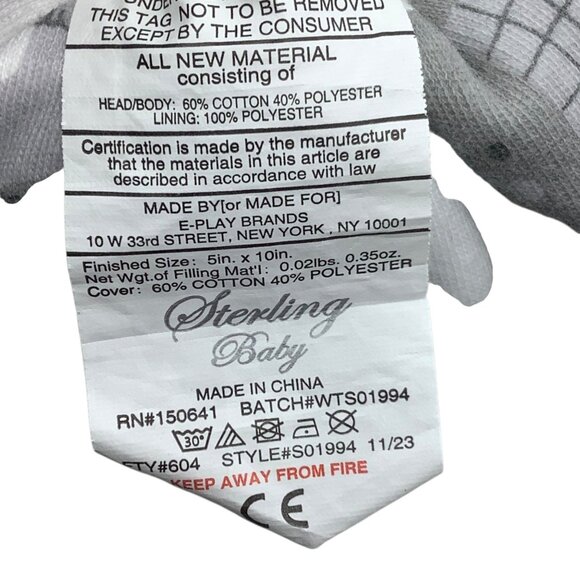 UNDER
THIS TAG NOT TO BE REMOVED
EXCEPT BY THE CONSUMER
ALL NEW MATERIAL
consisting of
HEAD/BODY: 60% COTTON 40% POLYESTER
LINING: 100% POLYESTER
Certification is made by the manufacturer
that the materials in this article are
described in accordance with law
MADE BY[or MADE FOR]
E-PLAY BRANDS
10 W 33rd STREET, NEW YORK , NY 10001
Finished Size: 5in. x 10in.
Net Wgt.of Filling Mat'l: 0.02lbs. 0.35oz.
Cover: 60% COTTON 40% POLYESTER
Sterling
Baby
MADE IN CHINA
RN#150641 BATCH#WTS01994
30°
TY#604 STYLE#S01994 11/23
KEEP AWAY FROM FIRE
CE